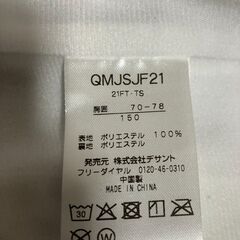 QMJSJF21
21FT-TS
胸囲 70-78
150
表地 ポリエステル 100%
裏地 ポリエステル
発売元 株式会社デサント
フリーダイヤル 0120-46-0310
中国製
MADE IN CHINA
30
W